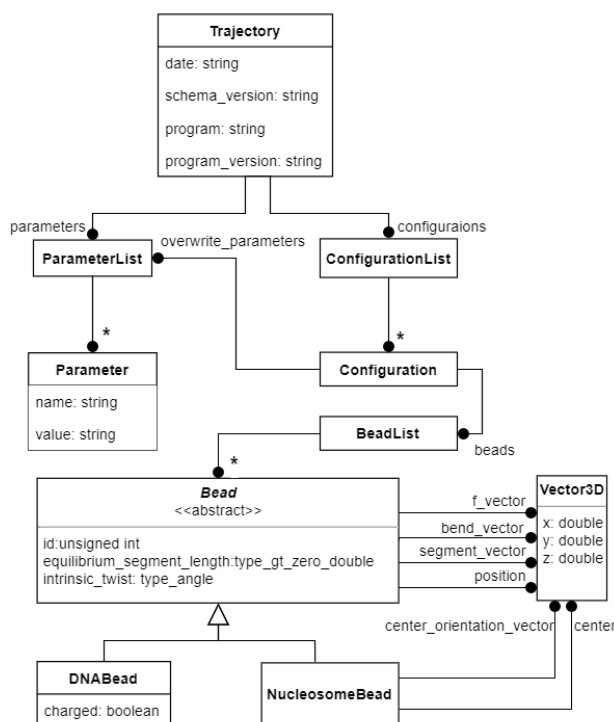 Trajectory
date: string
schema_version: string
program: string
program_version: string
parameters
configuraions
overwrite_parameters
ParameterList
ConfigurationList
*
*
Parameter
name: string
value: string
Configuration
BeadList
beads
*
Bead
<<abstract>>
id:unsigned int
equilibrium_segment_length:type_gt_zero_double
intrinsic_twist: type_angle
f_vector
bend_vector
segment_vector
position
Vector3D
x: double
y: double
z: double
center_orientation_vector
center
DNABead
charged: boolean
NucleosomeBead